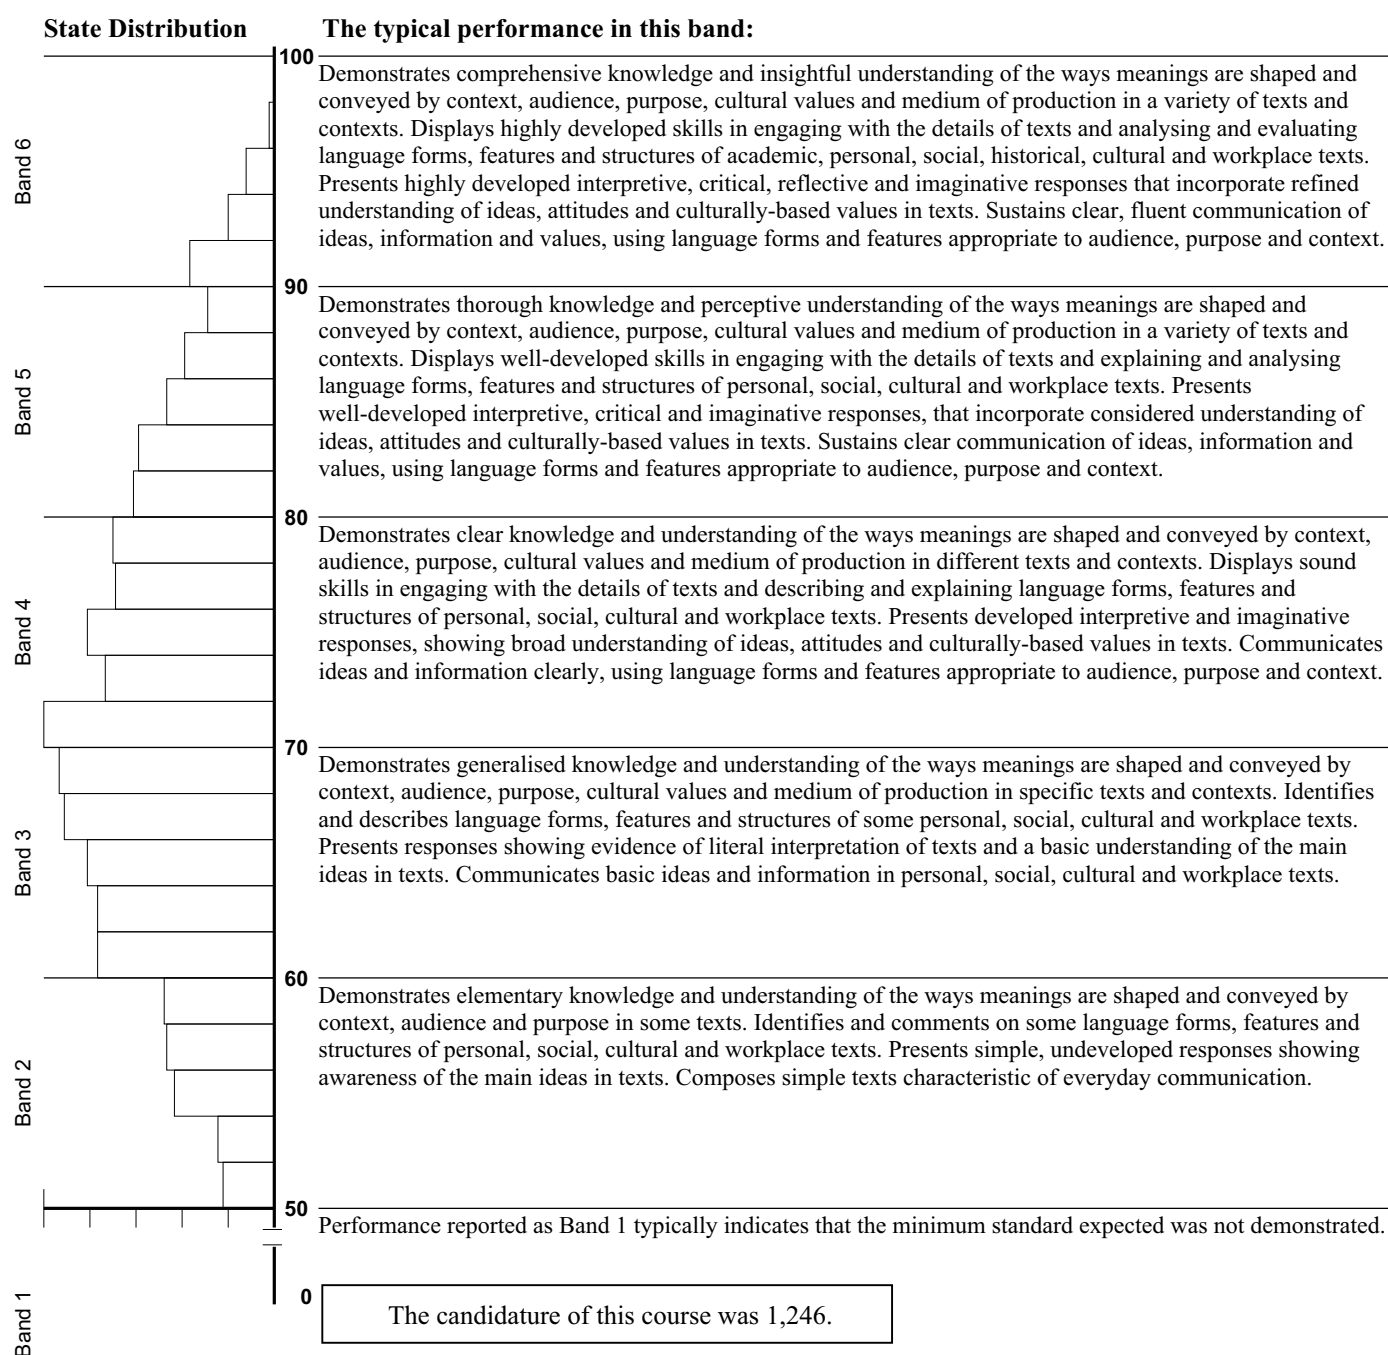 State Distribution
The typical performance in this band:
100
Band 6
Demonstrates comprehensive knowledge and insightful understanding of the ways meanings are shaped and
conveyed by context, audience, purpose, cultural values and medium of production in a variety of texts and
contexts. Displays highly developed skills in engaging with the details of texts and analysing and evaluating
language forms, features and structures of academic, personal, social, historical, cultural and workplace texts.
Presents highly developed interpretive, critical, reflective and imaginative responses that incorporate refined
understanding of ideas, attitudes and culturally-based values in texts. Sustains clear, fluent communication of
ideas, information and values, using language forms and features appropriate to audience, purpose and context.
90
Band 5
Demonstrates thorough knowledge and perceptive understanding of the ways meanings are shaped and
conveyed by context, audience, purpose, cultural values and medium of production in a variety of texts and
contexts. Displays well-developed skills in engaging with the details of texts and explaining and analysing
language forms, features and structures of personal, social, cultural and workplace texts. Presents
well-developed interpretive, critical and imaginative responses, that incorporate considered understanding of
ideas, attitudes and culturally-based values in texts. Sustains clear communication of ideas, information and
values, using language forms and features appropriate to audience, purpose and context.
80
Band 4
Demonstrates clear knowledge and understanding of the ways meanings are shaped and conveyed by context,
audience, purpose, cultural values and medium of production in different texts and contexts. Displays sound
skills in engaging with the details of texts and describing and explaining language forms, features and
structures of personal, social, cultural and workplace texts. Presents developed interpretive and imaginative
responses, showing broad understanding of ideas, attitudes and culturally-based values in texts. Communicates
ideas and information clearly, using language forms and features appropriate to audience, purpose and context.
70
Band 3
Demonstrates generalised knowledge and understanding of the ways meanings are shaped and conveyed by
context, audience, purpose, cultural values and medium of production in specific texts and contexts. Identifies
and describes language forms, features and structures of some personal, social, cultural and workplace texts.
Presents responses showing evidence of literal interpretation of texts and a basic understanding of the main
ideas in texts. Communicates basic ideas and information in personal, social, cultural and workplace texts.
60
Band 2
Demonstrates elementary knowledge and understanding of the ways meanings are shaped and conveyed by
context, audience and purpose in some texts. Identifies and comments on some language forms, features and
structures of personal, social, cultural and workplace texts. Presents simple, undeveloped responses showing
awareness of the main ideas in texts. Composes simple texts characteristic of everyday communication.
50
Performance reported as Band 1 typically indicates that the minimum standard expected was not demonstrated.
0
Band 1
The candidature of this course was 1,246.